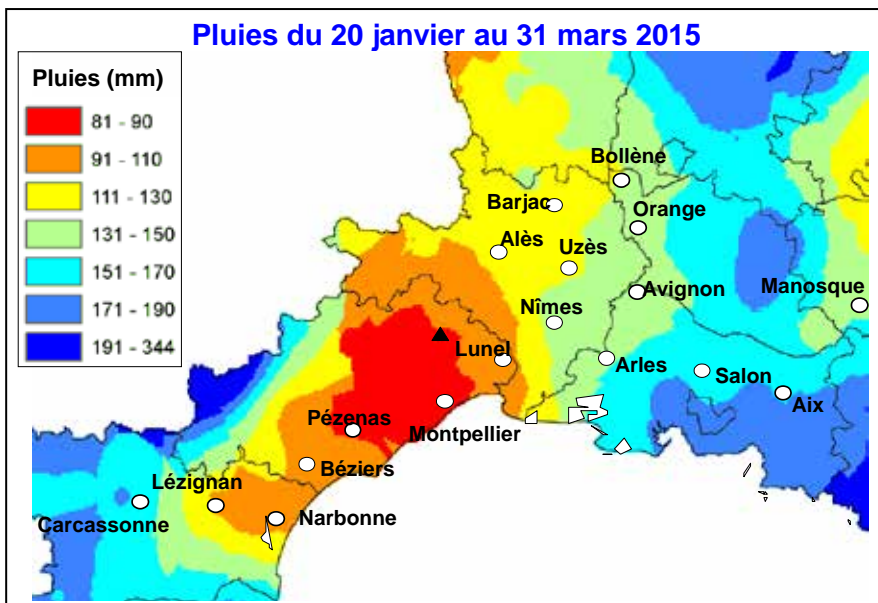 Pluies du 20 janvier au 31 mars 2015
Pluies (mm)
81 - 90
91 - 110
111 - 130
131 - 150
151 - 170
171 - 190
191 - 344
Bollène
Barjac
Orange
Alès
Uzès
Avignon
Manosque
Nîmes
Lunel
Arles
Salon
Aix
Pézenas
Montpellier
Béziers
Lézignan
Carcassonne
Narbonne